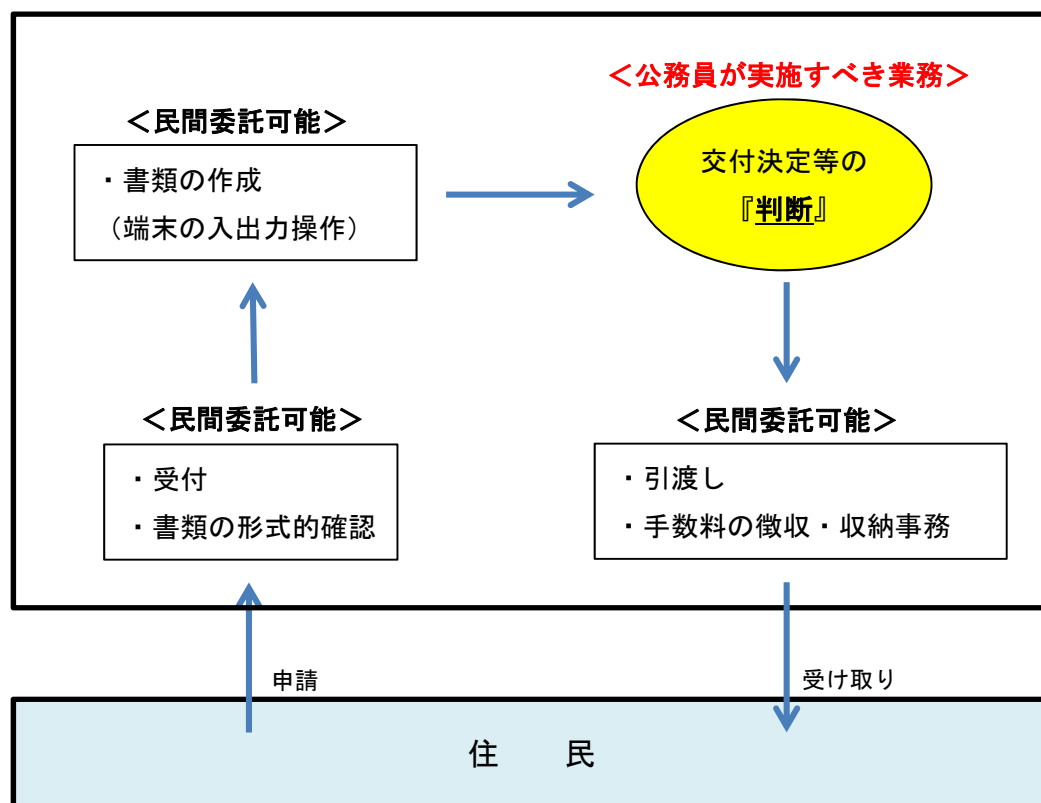 ＜公務員が実施すべき業務＞
＜民間委託可能＞
・書類の作成
（端末の入出力操作）
交付決定等の
『判断』
＜民間委託可能＞
・受付
・書類の形式的確認
＜民間委託可能＞
・引渡し
・手数料の徴収・収納事務
申請
受け取り
住　　民